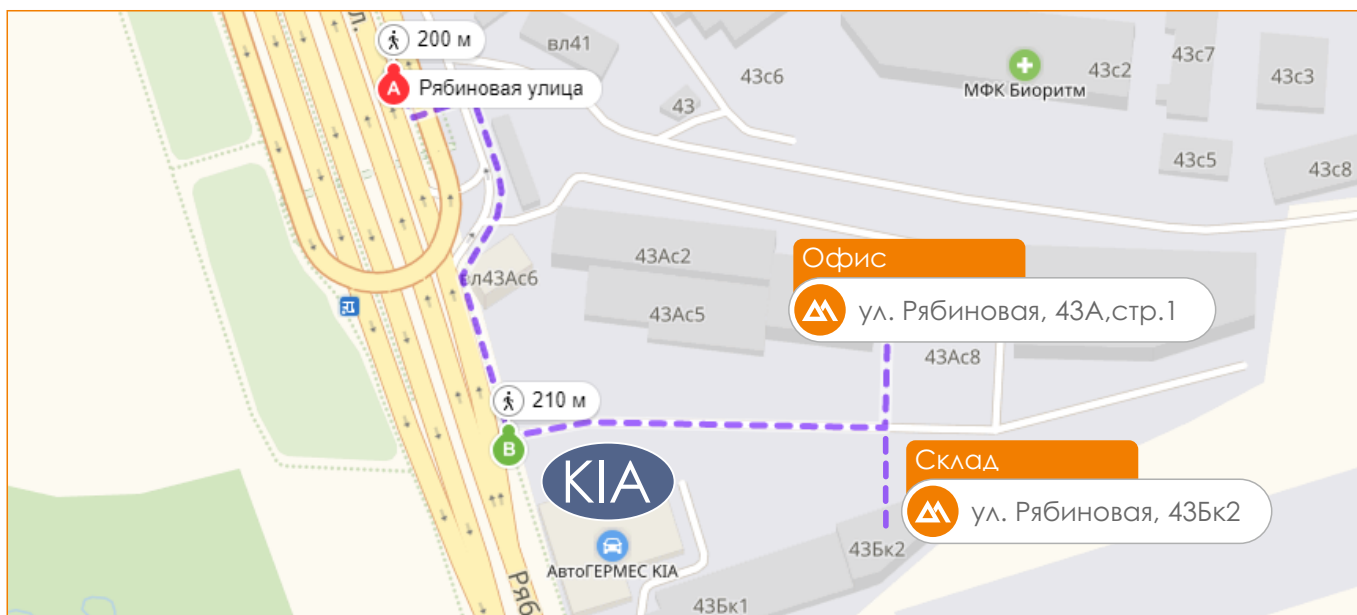 л.
200 м
A
Рябиновая улица
вл41
43с6
43
МФК Биоритм
43с2
43с7
43с3
43с5
43с8
43Ас2
43Ас5
вл43Ас6
Офис
ул. Рябиновая, 43А,стр.1
43Ас8
210 м
B
KIA
АвтоГЕРМЕС KIA
Склад
ул. Рябиновая, 43Бк2
43Бк2
43Бк1
Ряб